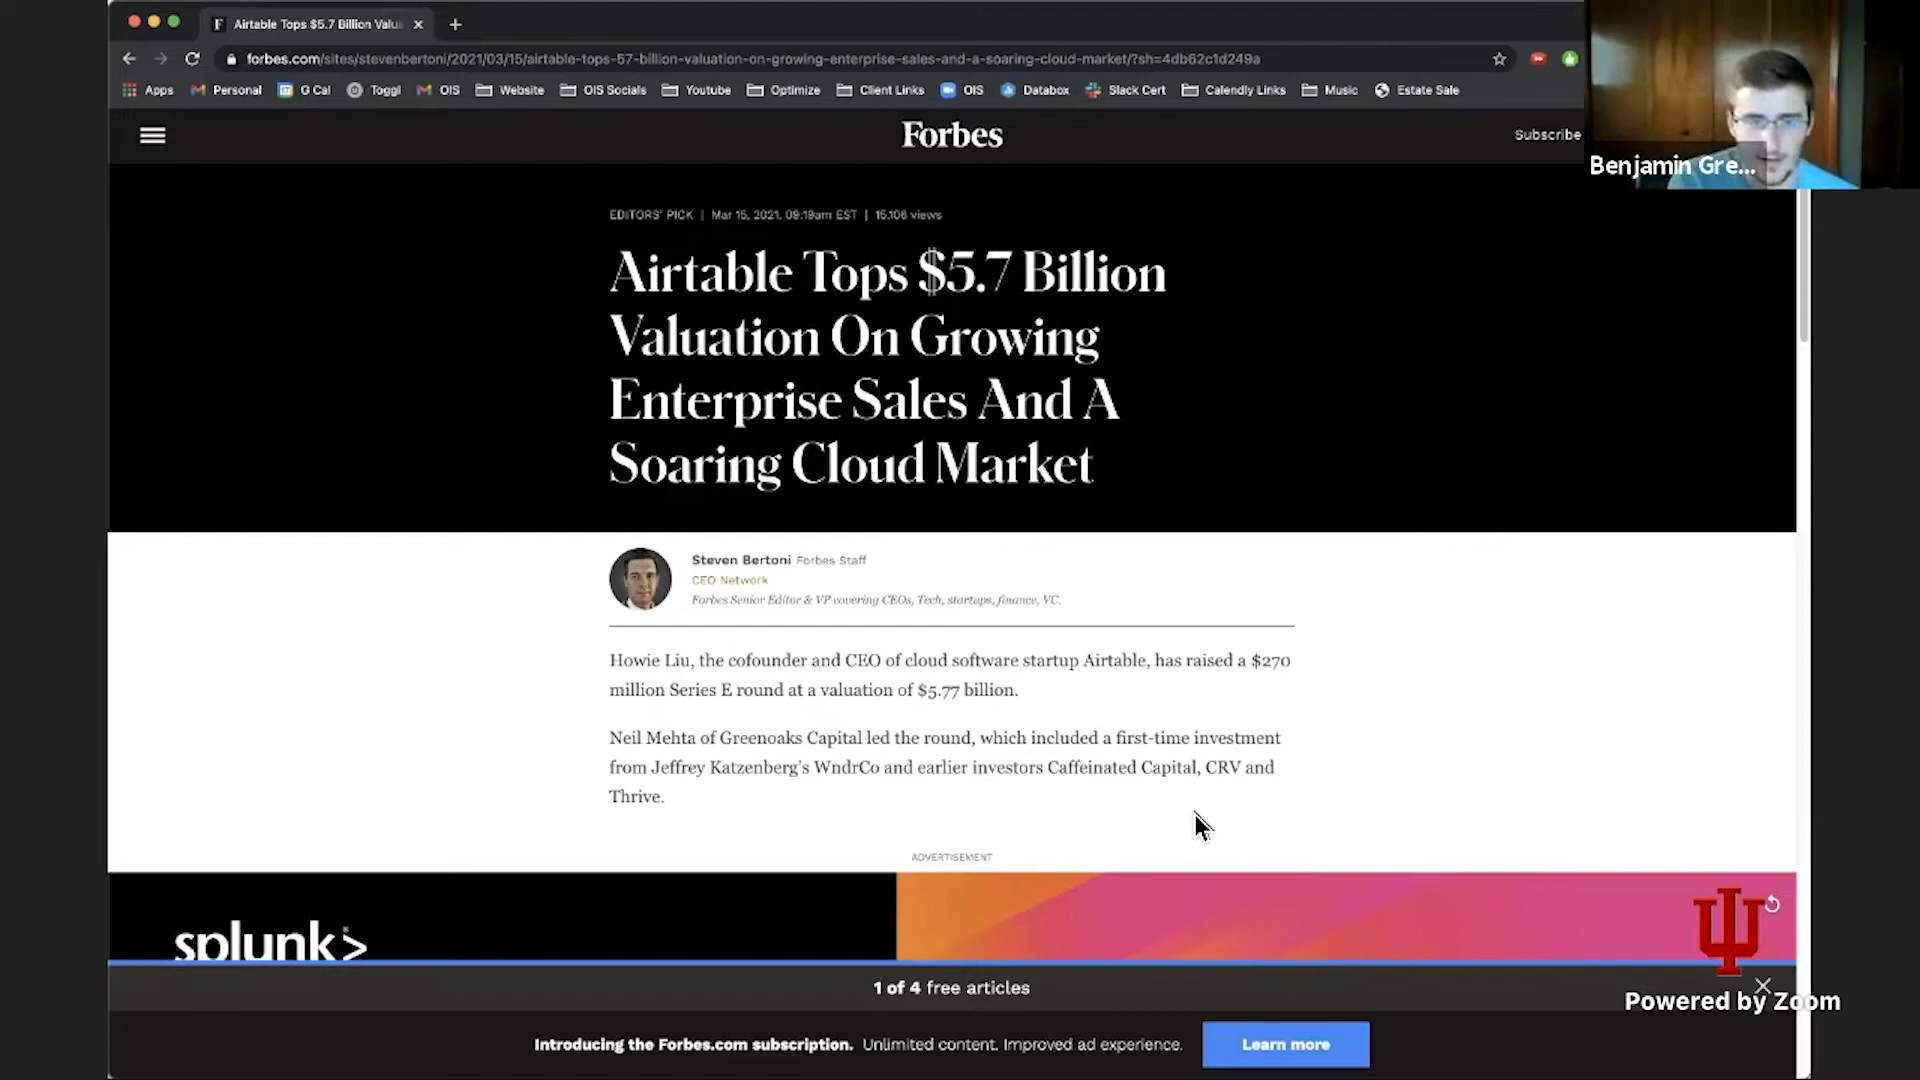 Airtable Tops $5.7 Billion Valu
forbes.com/sites/stevenbertoni/2021/03/15/airtable-tops-57-billion-valuation-on-growing-enterprise-sales-and-a-soaring-cloud-market/?sh=4db62c1d249a
Apps Personal G Cal Toggl OIS Website OIS Socials Youtube Optimize Client Links OIS Databox Slack Cert Calendly Links Music Estate Sale
Forbes
Subscribe
Benjamin Gre...
EDITORS' PICK | Mar 15, 2021, 09:19am EST | 15,106 views
Airtable Tops $5.7 Billion
Valuation On Growing
Enterprise Sales And A
Soaring Cloud Market
Steven Bertoni Forbes Staff
CEO Network
Forbes Senior Editor & VP covering CEOs, Tech, startups, finance, VC.
Howie Liu, the cofounder and CEO of cloud software startup Airtable, has raised a $270
million Series E round at a valuation of $5.77 billion.
Neil Mehta of Greenoaks Capital led the round, which included a first-time investment
from Jeffrey Katzenberg's WndrCo and earlier investors Caffeinated Capital, CRV and
Thrive.
ADVERTISEMENT
splunk>
1 of 4 free articles
Powered by Zoom
Introducing the Forbes.com subscription. Unlimited content. Improved ad experience.
Learn more